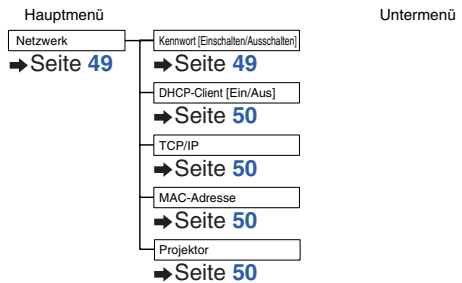 Hauptmenü Untermenü
Netzwerk Kennwort [Einschalten/Ausschalten]
➡Seite 49 ➡Seite 49
DHCP-Client [Ein/Aus]
➡Seite 50
TCP/IP
➡Seite 50
MAC-Adresse
➡Seite 50
Projektor
➡Seite 50